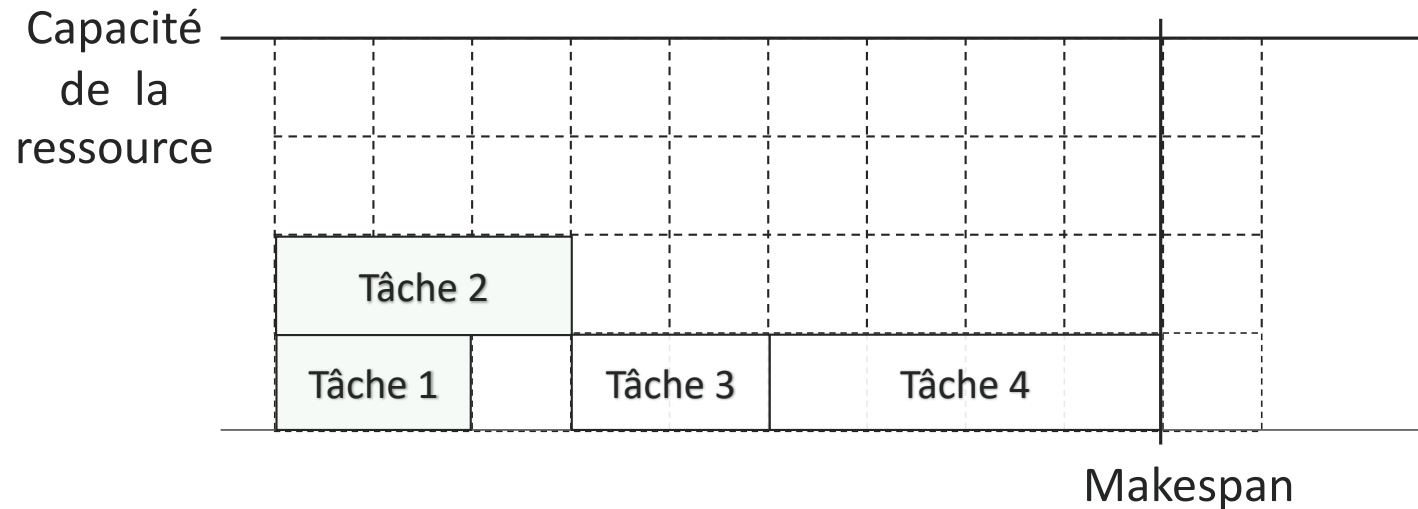 Capacité
de la
ressource
Tâche 2
Tâche 1
Tâche 3
Tâche 4
Makespan